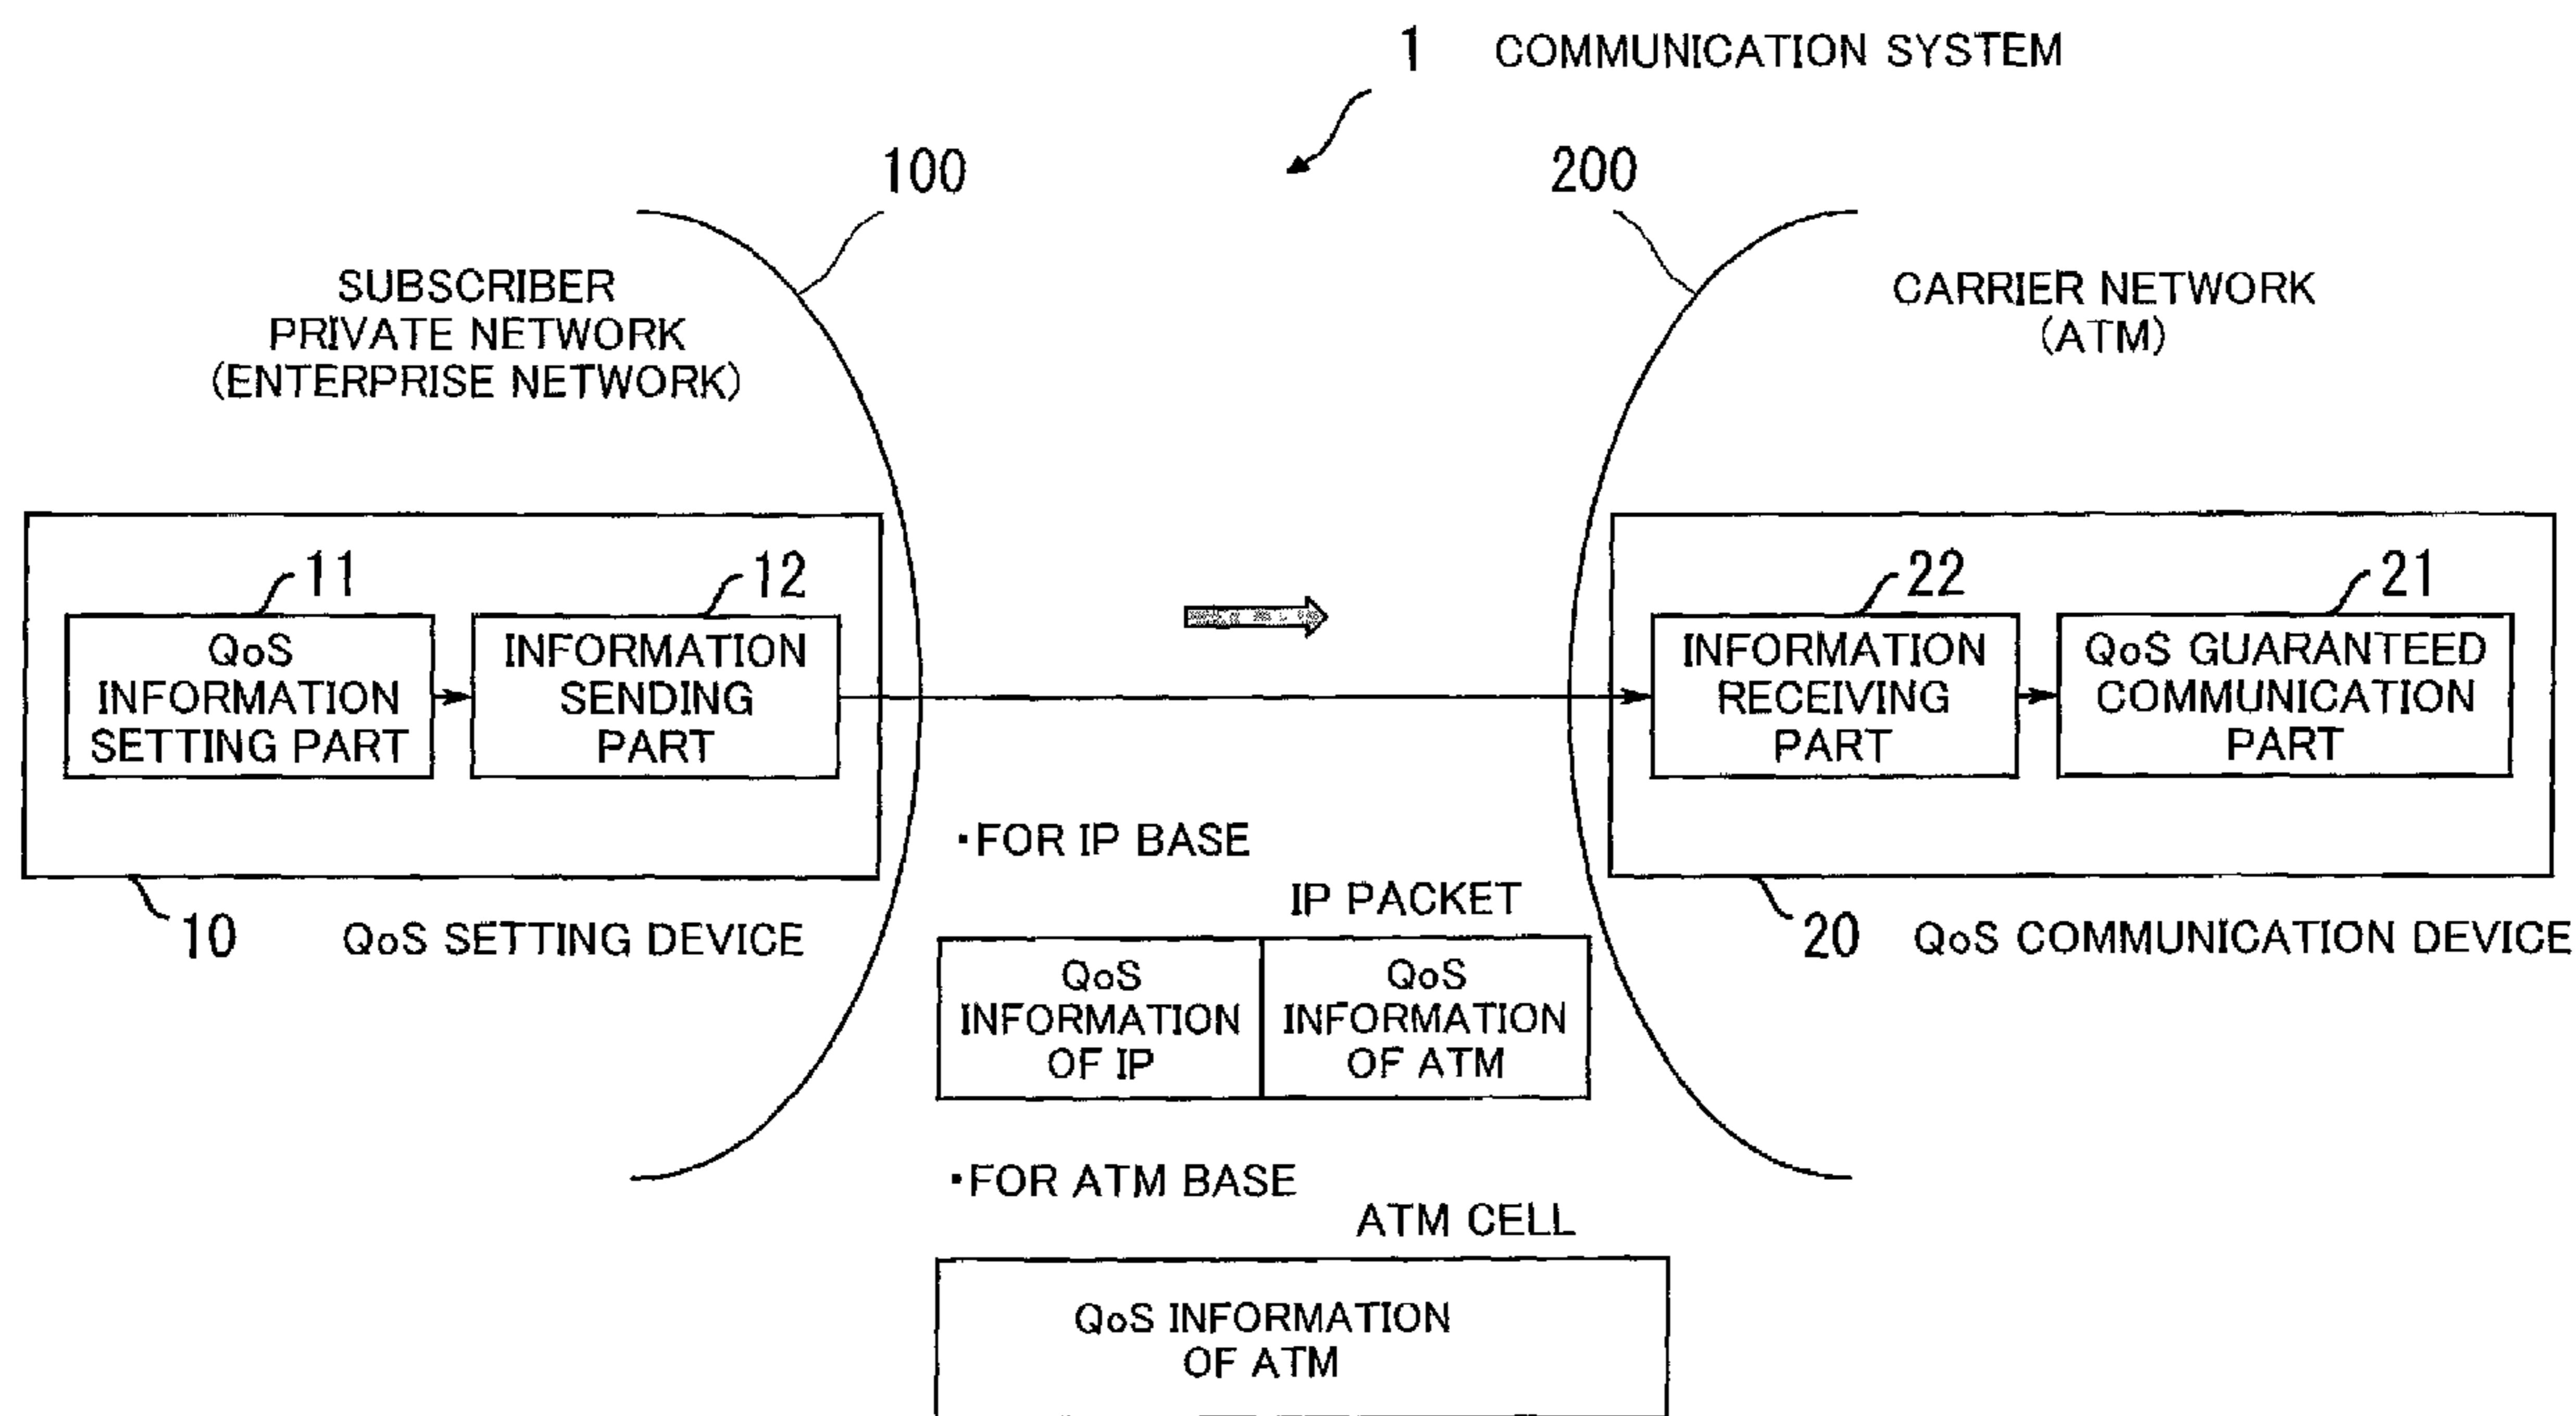 1 COMMUNICATION SYSTEM
100
200
SUBSCRIBER
PRIVATE NETWORK
(ENTERPRISE NETWORK)
CARRIER NETWORK
(ATM)
11
12
22
21
QoS
INFORMATION
SETTING PART
INFORMATION
SENDING
PART
INFORMATION
RECEIVING
PART
QoS GUARANTEED
COMMUNICATION
PART
10 QoS SETTING DEVICE
20 QoS COMMUNICATION DEVICE
・FOR IP BASE
IP PACKET
QoS
INFORMATION
OF IP
QoS
INFORMATION
OF ATM
・FOR ATM BASE
ATM CELL
QoS INFORMATION
OF ATM